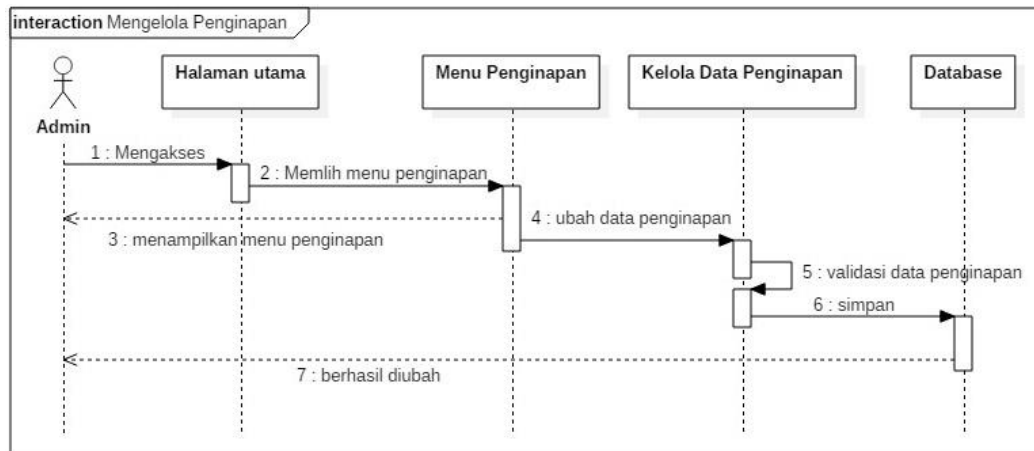 interaction Mengelola Penginapan
Halaman utama
Menu Penginapan
Kelola Data Penginapan
Database
Admin
1 : Mengakses
2 : Memlih menu penginapan
3 : menampilkan menu penginapan
4 : ubah data penginapan
5 : validasi data penginapan
6 : simpan
7 : berhasil diubah